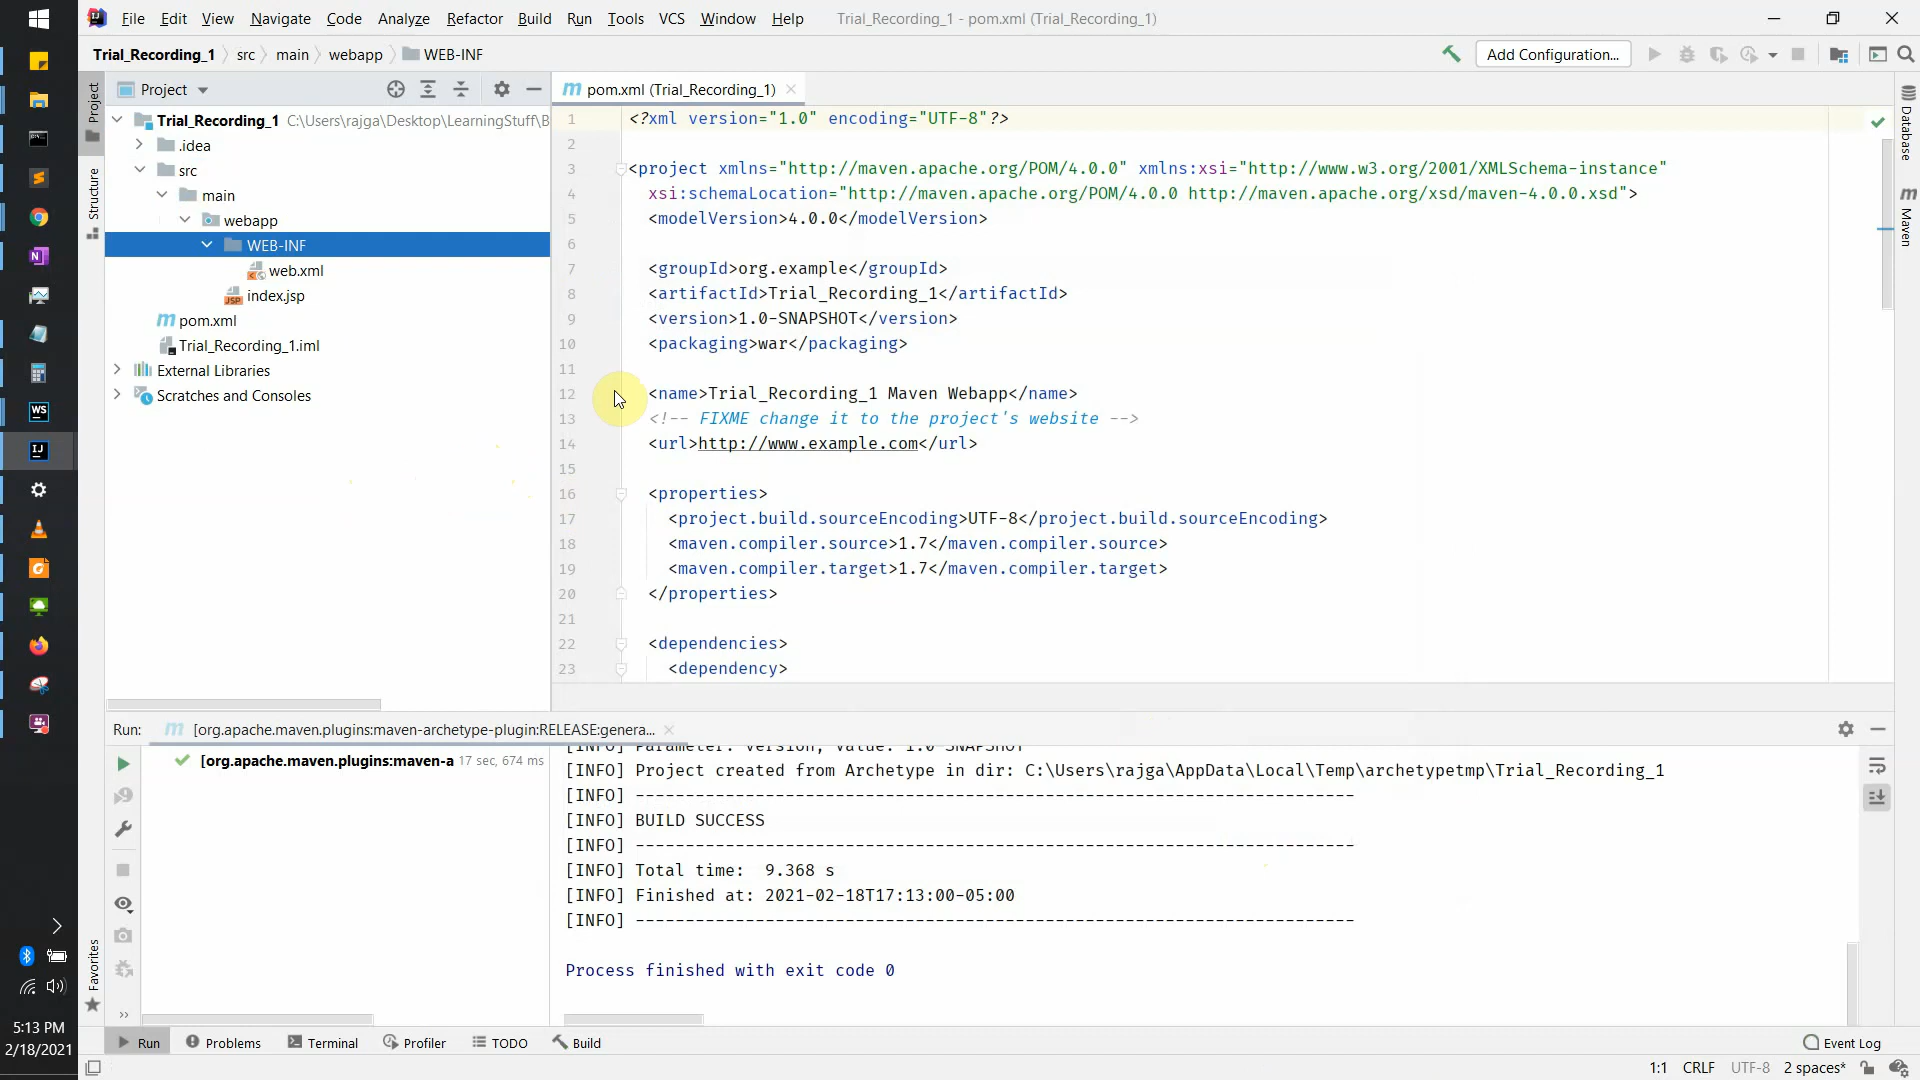 File Edit View Navigate Code Analyze Refactor Build Run Tools VCS Window Help Trial_Recording_1 - pom.xml (Trial_Recording_1)
Trial_Recording_1 src main webapp WEB-INF Add Configuration...
Project
Structure
Favorites
Project
Trial_Recording_1 C:\Users\rajga\Desktop\LearningStuff\B
.idea
src
main
webapp
WEB-INF
web.xml
JSP index.jsp
m pom.xml
Trial_Recording_1.iml
External Libraries
Scratches and Consoles
m pom.xml (Trial_Recording_1)
1 <?xml version="1.0" encoding="UTF-8"?>
2
3 <project xmlns="http://maven.apache.org/POM/4.0.0" xmlns:xsi="http://www.w3.org/2001/XMLSchema-instance"
4 xsi:schemaLocation="http://maven.apache.org/POM/4.0.0 http://maven.apache.org/xsd/maven-4.0.0.xsd">
5 <modelVersion>4.0.0</modelVersion>
6
7 <groupId>org.example</groupId>
8 <artifactId>Trial_Recording_1</artifactId>
9 <version>1.0-SNAPSHOT</version>
10 <packaging>war</packaging>
11
12 <name>Trial_Recording_1 Maven Webapp</name>
13 <!-- FIXME change it to the project's website -->
14 <url>http://www.example.com</url>
15
16 <properties>
17 <project.build.sourceEncoding>UTF-8</project.build.sourceEncoding>
18 <maven.compiler.source>1.7</maven.compiler.source>
19 <maven.compiler.target>1.7</maven.compiler.target>
20 </properties>
21
22 <dependencies>
23 <dependency>
Database
m Maven
WS
IJ
Run: m [org.apache.maven.plugins:maven-archetype-plugin:RELEASE:genera...
[org.apache.maven.plugins:maven-a 17 sec, 674 ms
[INFO] Parameter: version, Value: 1.0-SNAPSHOT
[INFO] Project created from Archetype in dir: C:\Users\rajga\AppData\Local\Temp\archetypetmp\Trial_Recording_1
[INFO] ------------------------------------------------------------------------
[INFO] BUILD SUCCESS
[INFO] ------------------------------------------------------------------------
[INFO] Total time: 9.368 s
[INFO] Finished at: 2021-02-18T17:13:00-05:00
[INFO] ------------------------------------------------------------------------
Process finished with exit code 0
5:13 PM
2/18/2021
Run Problems Terminal Profiler TODO Build Event Log
1:1 CRLF UTF-8 2 spaces*